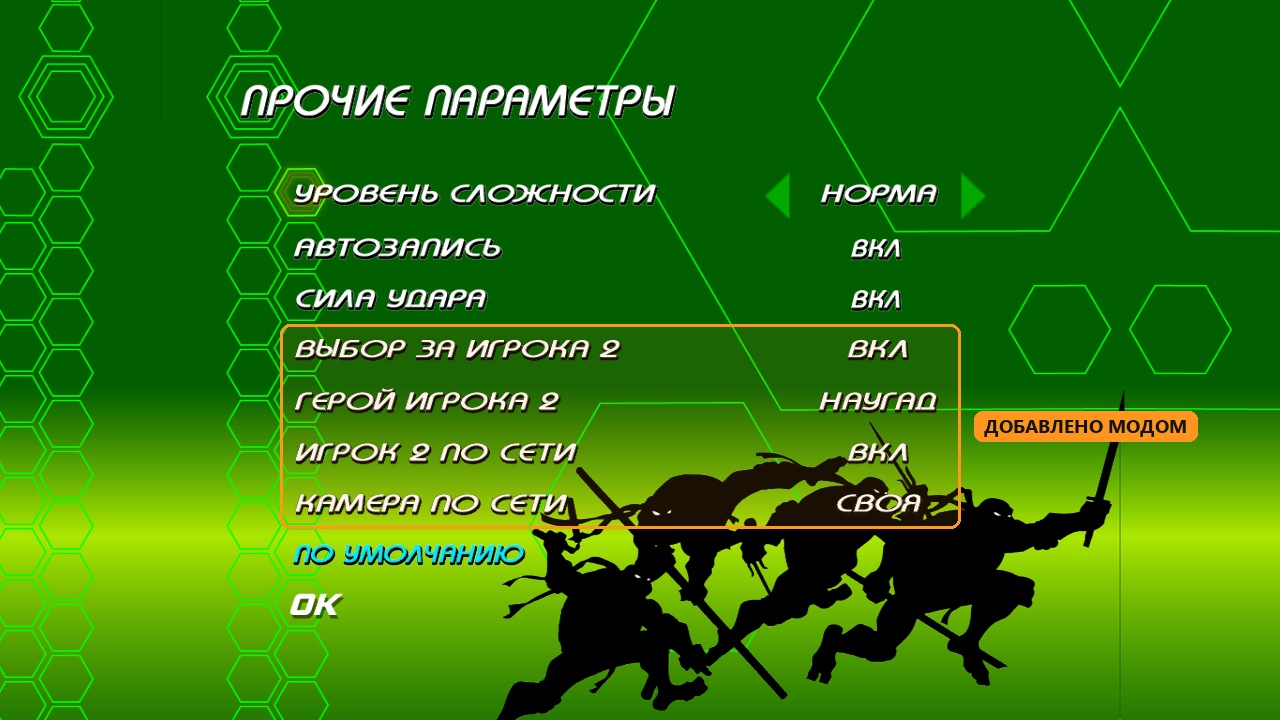 ПРОЧИЕ ПАРАМЕТРЫ
УРОВЕНЬ СЛОЖНОСТИ НОРМА
АВТОЗАПИСЬ ВКЛ
СИЛА УДАРА ВКЛ
ВЫБОР ЗА ИГРОКА 2 ВКЛ
ГЕРОЙ ИГРОКА 2 НАУГАД
ДОБАВЛЕНО МОДОМ
ИГРОК 2 ПО СЕТИ ВКЛ
КАМЕРА ПО СЕТИ СВОЯ
ПО УМОЛЧАНИЮ
ОК